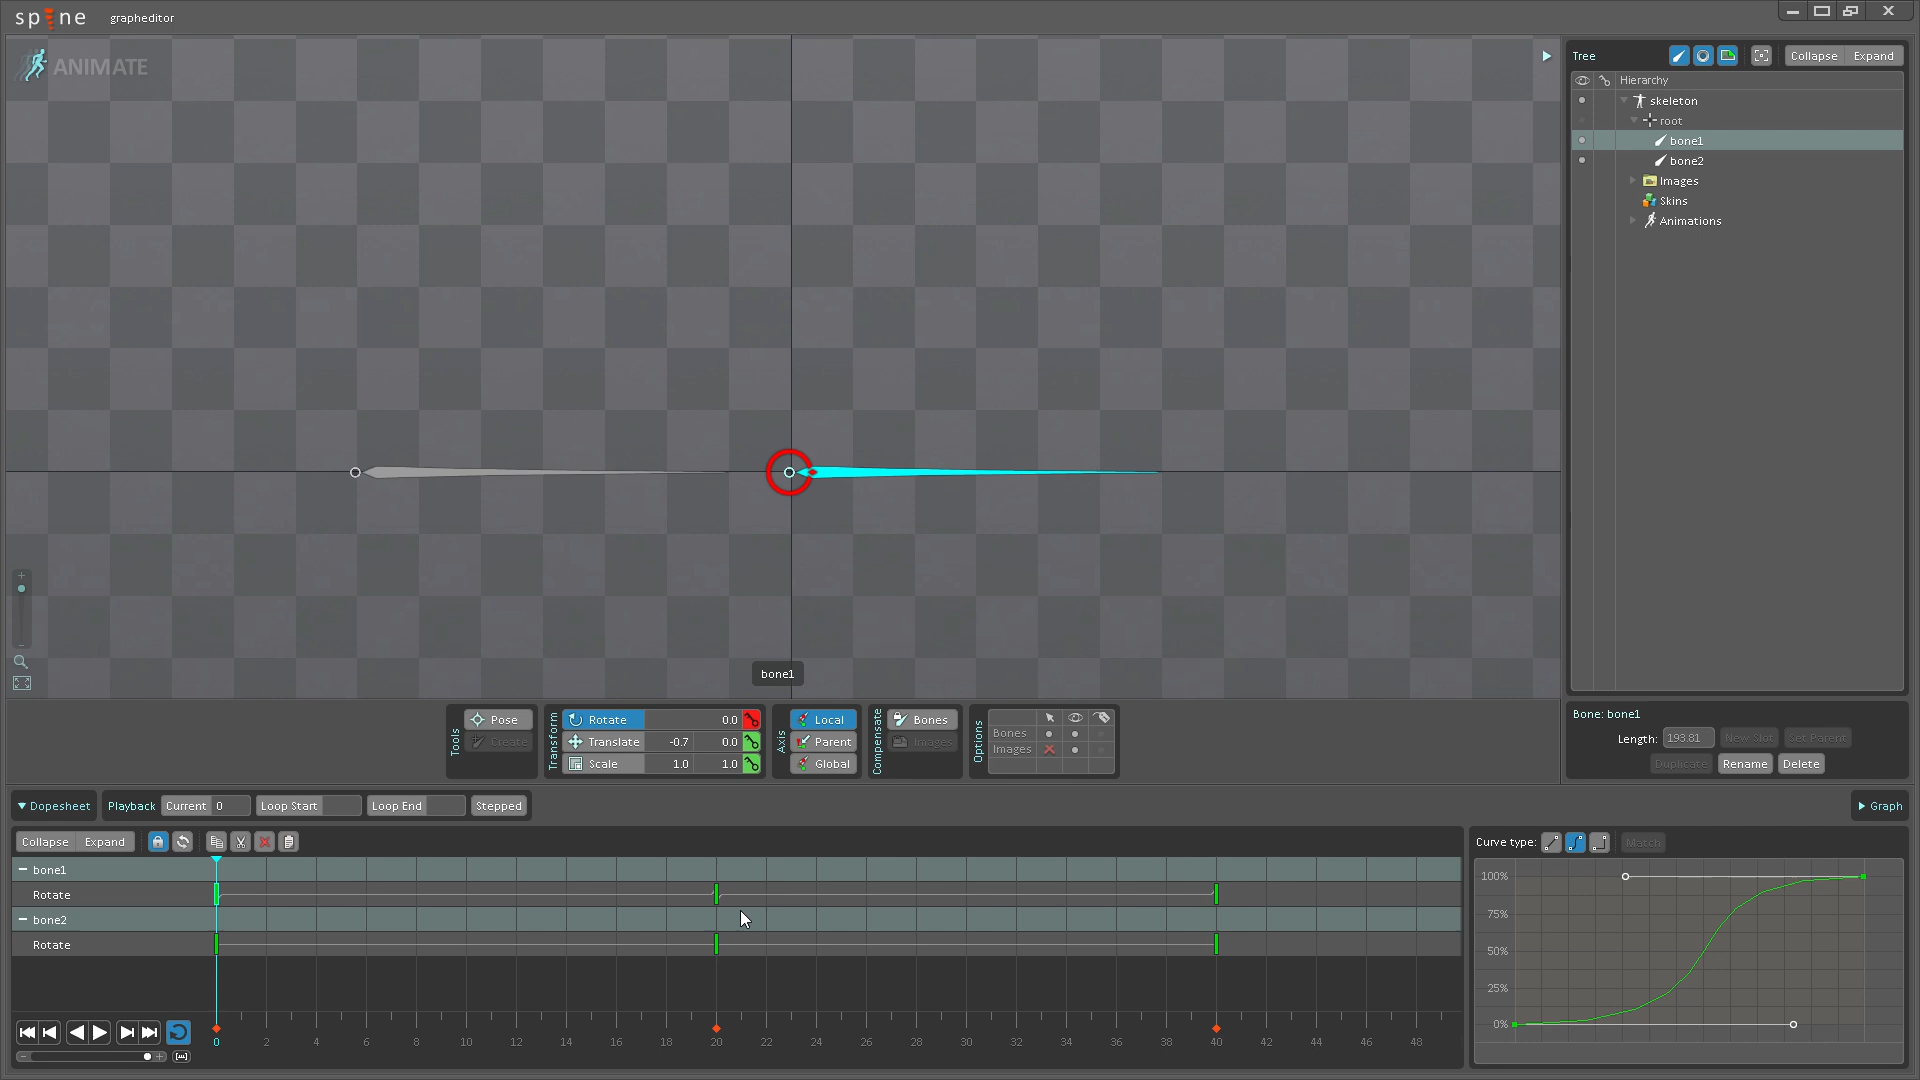 spine grapheditor
ANIMATE
Tree Collapse Expand
Hierarchy
skeleton
root
bone1
bone2
Images
Skins
Animations
bone1
Tools
Pose
Create
Transform
Rotate 0.0
Translate -0.7 0.0
Scale 1.0 1.0
Axis
Local
Parent
Global
Compensate
Bones
Images
Options
Bones
Images
Bone: bone1
Length: 193.81 New Slot Set Parent
Duplicate Rename Delete
Dopesheet Playback Current 0 Loop Start Loop End Stepped Graph
Collapse Expand
bone1
Rotate
bone2
Rotate
0 2 4 6 8 10 12 14 16 18 20 22 24 26 28 30 32 34 36 38 40 42 44 46 48
Curve type: Match
100%
75%
50%
25%
0%